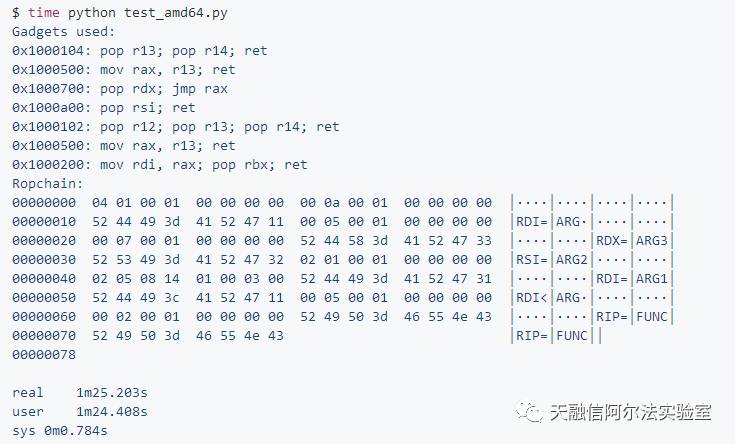 $ time python test_amd64.py
Gadgets used:
0x1000104: pop r13; pop r14; ret
0x1000500: mov rax, r13; ret
0x1000700: pop rdx; jmp rax
0x1000a00: pop rsi; ret
0x1000102: pop r12; pop r13; pop r14; ret
0x1000500: mov rax, r13; ret
0x1000200: mov rdi, rax; pop rbx; ret
Ropchain:
00000000  04 01 00 01  00 00 00 00  00 0a 00 01  00 00 00 00  |····|····|····|····|
00000010  52 44 49 3d  41 52 47 11  00 05 00 01  00 00 00 00  |RDI=|ARG·|····|····|
00000020  00 07 00 01  00 00 00 00  52 44 58 3d  41 52 47 33  |····|····|RDX=|ARG3|
00000030  52 53 49 3d  41 52 47 32  02 01 00 01  00 00 00 00  |RSI=|ARG2|····|····|
00000040  02 05 08 14  01 00 03 00  52 44 49 3d  41 52 47 31  |····|····|RDI=|ARG1|
00000050  52 44 49 3c  41 52 47 11  00 05 00 01  00 00 00 00  |RDI<|ARG·|····|····|
00000060  00 02 00 01  00 00 00 00  52 49 50 3d  46 55 4e 43  |····|····|RIP=|FUNC|
00000070  52 49 50 3d  46 55 4e 43                            |RIP=|FUNC||
00000078
real    1m25.203s
user    1m24.408s
sys 0m0.784s
天融信阿尔法实验室